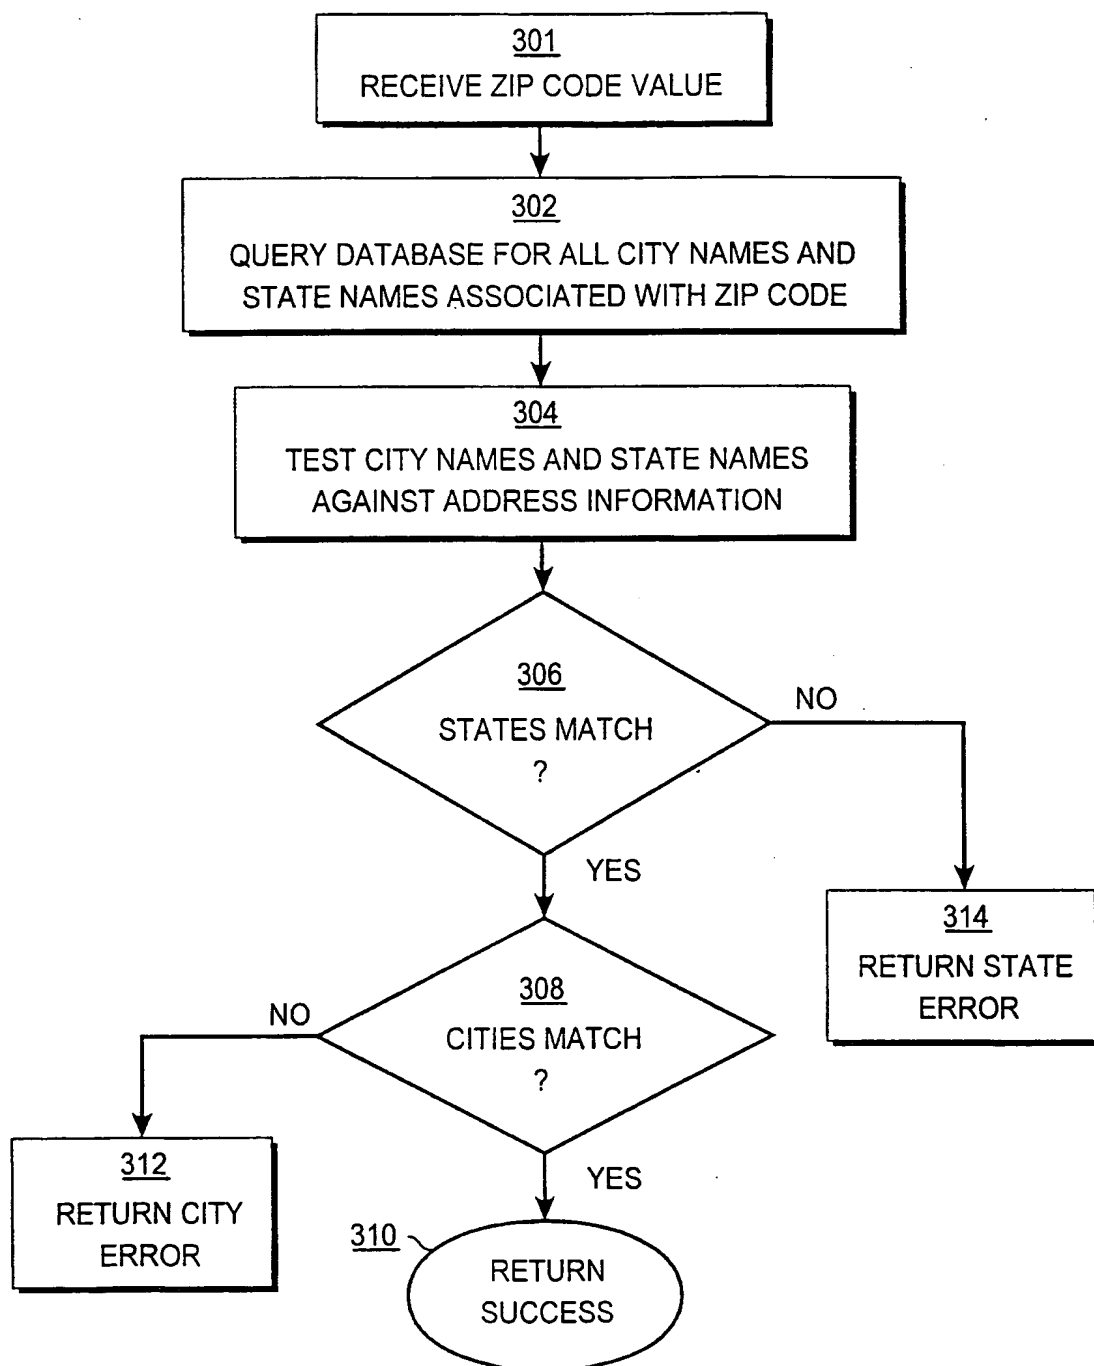 301
RECEIVE ZIP CODE VALUE
302
QUERY DATABASE FOR ALL CITY NAMES AND
STATE NAMES ASSOCIATED WITH ZIP CODE
304
TEST CITY NAMES AND STATE NAMES
AGAINST ADDRESS INFORMATION
306
STATES MATCH
?
NO
YES
314
RETURN STATE
ERROR
308
CITIES MATCH
?
NO
YES
312
RETURN CITY
ERROR
310
RETURN
SUCCESS